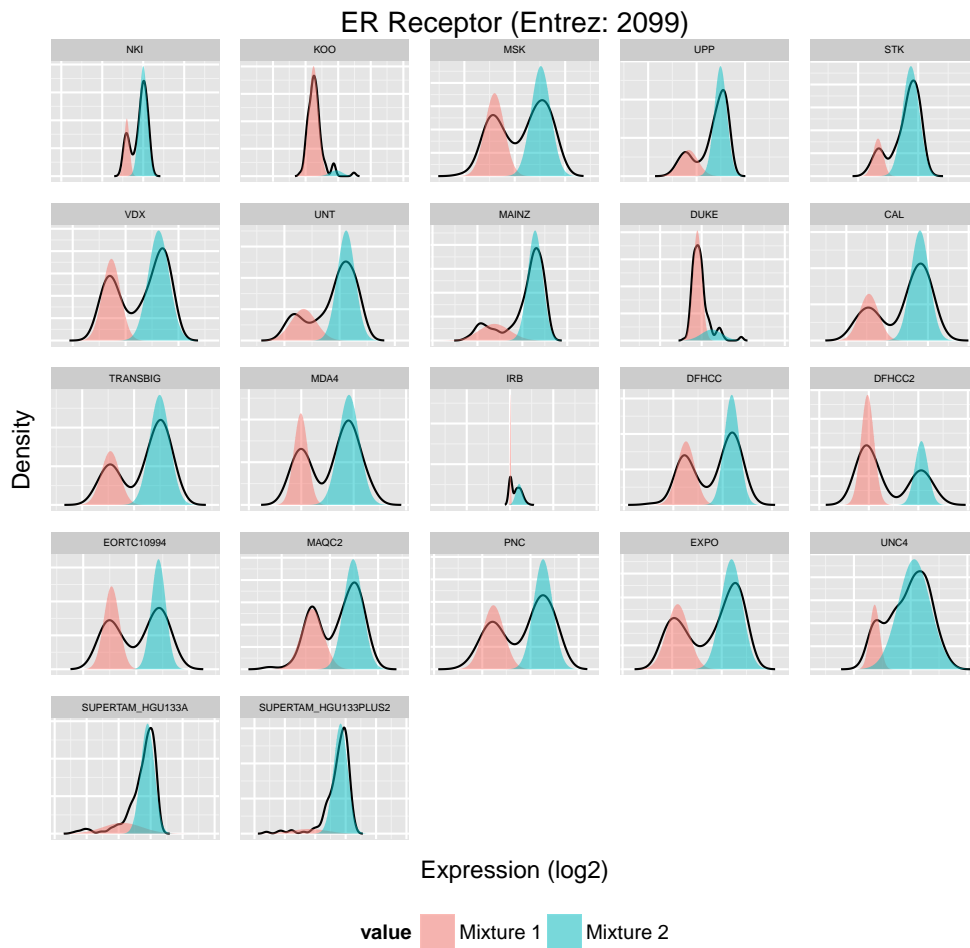 ER Receptor (Entrez: 2099)
NKI KOO MSK UPP STK
VDX UNT MAINZ DUKE CAL
TRANSBIG MDA4 IRB DFHCC DFHCC2
Density
EORTC10994 MAQC2 PNC EXPO UNC4
SUPERTAM_HGU133A SUPERTAM_HGU133PLUS2
Expression (log2)
value Mixture 1 Mixture 2